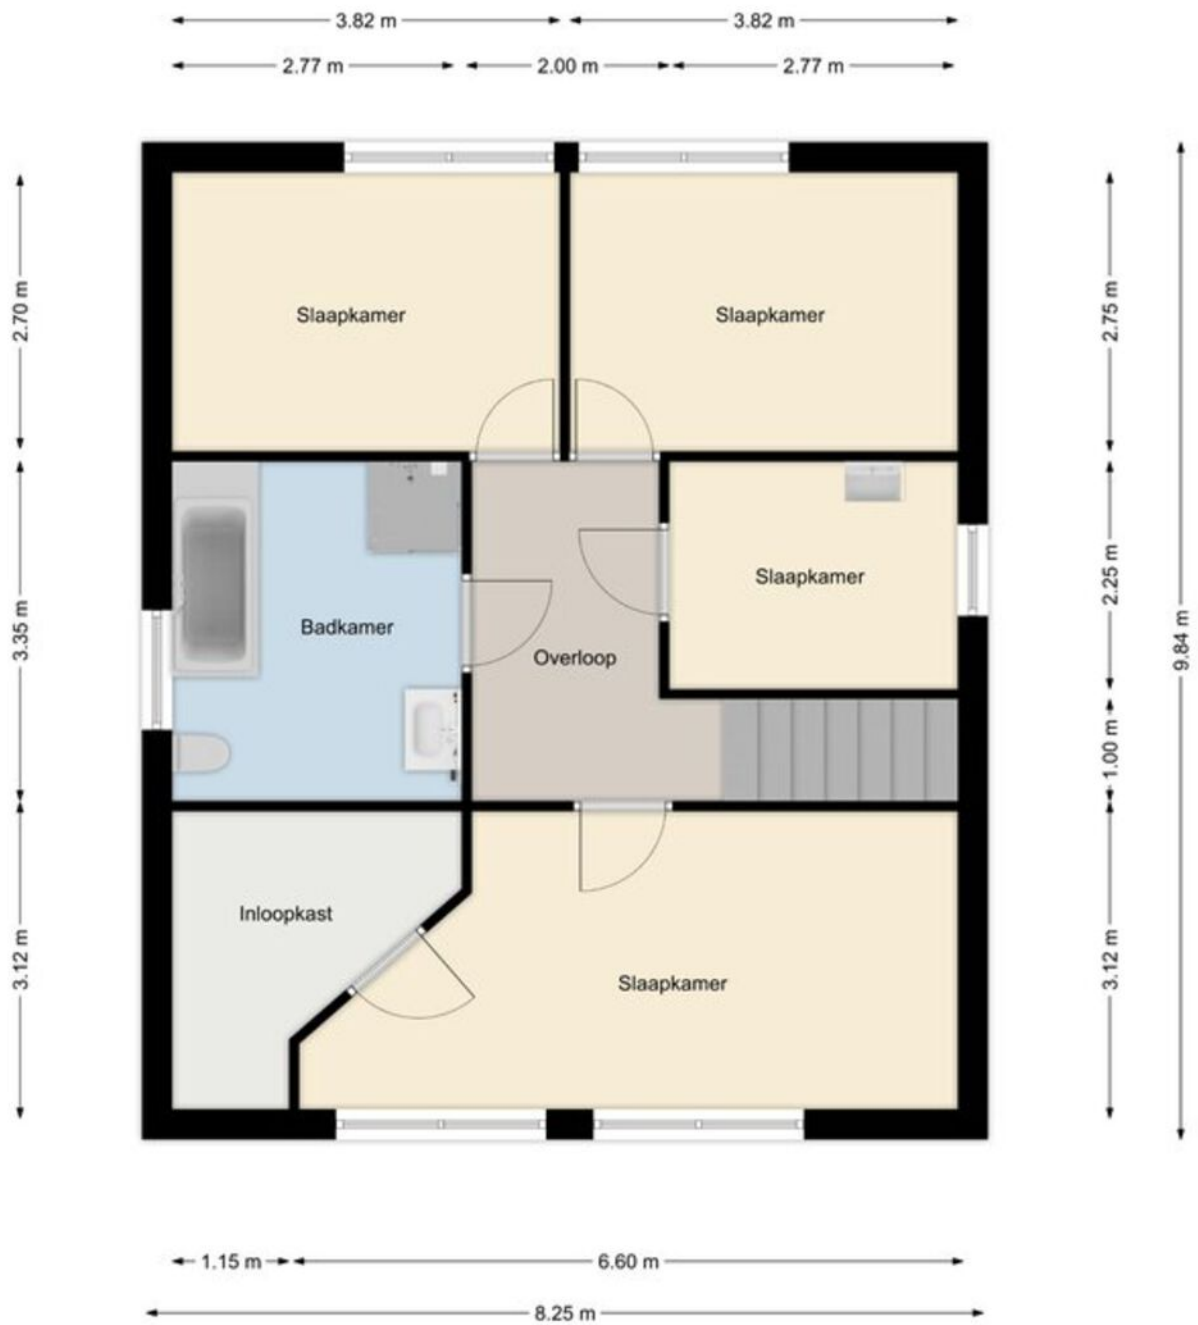 3.82 m
3.82 m
2.77 m
2.00 m
2.77 m
2.70 m
2.75 m
Slaapkamer
Slaapkamer
3.35 m
2.25 m
9.84 m
Slaapkamer
Badkamer
Overloop
1.00 m
Inloopkast
3.12 m
3.12 m
Slaapkamer
1.15 m
6.60 m
8.25 m